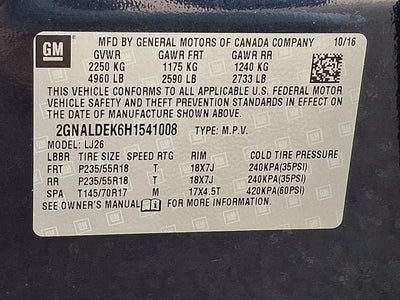 GM
MFD BY GENERAL MOTORS OF CANADA COMPANY 10/16
GVWR GAWR FRT GAWR RR
2250 KG 1175 KG 1240 KG
4960 LB 2590 LB 2733 LB
THIS VEHICLE CONFORMS TO ALL APPLICABLE U.S. FEDERAL MOTOR
VEHICLE SAFETY AND THEFT PREVENTION STANDARDS IN EFFECT ON
THE DATE OF MANUFACTURE SHOWN ABOVE.
2GNALDEK6H1541008 TYPE: M.P.V.
MODEL: LJ26
LBBR TIRE SIZE SPEED RTG RIM COLD TIRE PRESSURE
FRT P235/55R18 T 18X7J 240KPA(35PSI)
RR P235/55R18 T 18X7J 240KPA(35PSI)
SPA T145/70R17 M 17X4.5T 420KPA(60PSI)
SEE OWNER'S MANUAL FOR MORE INFORMATION.